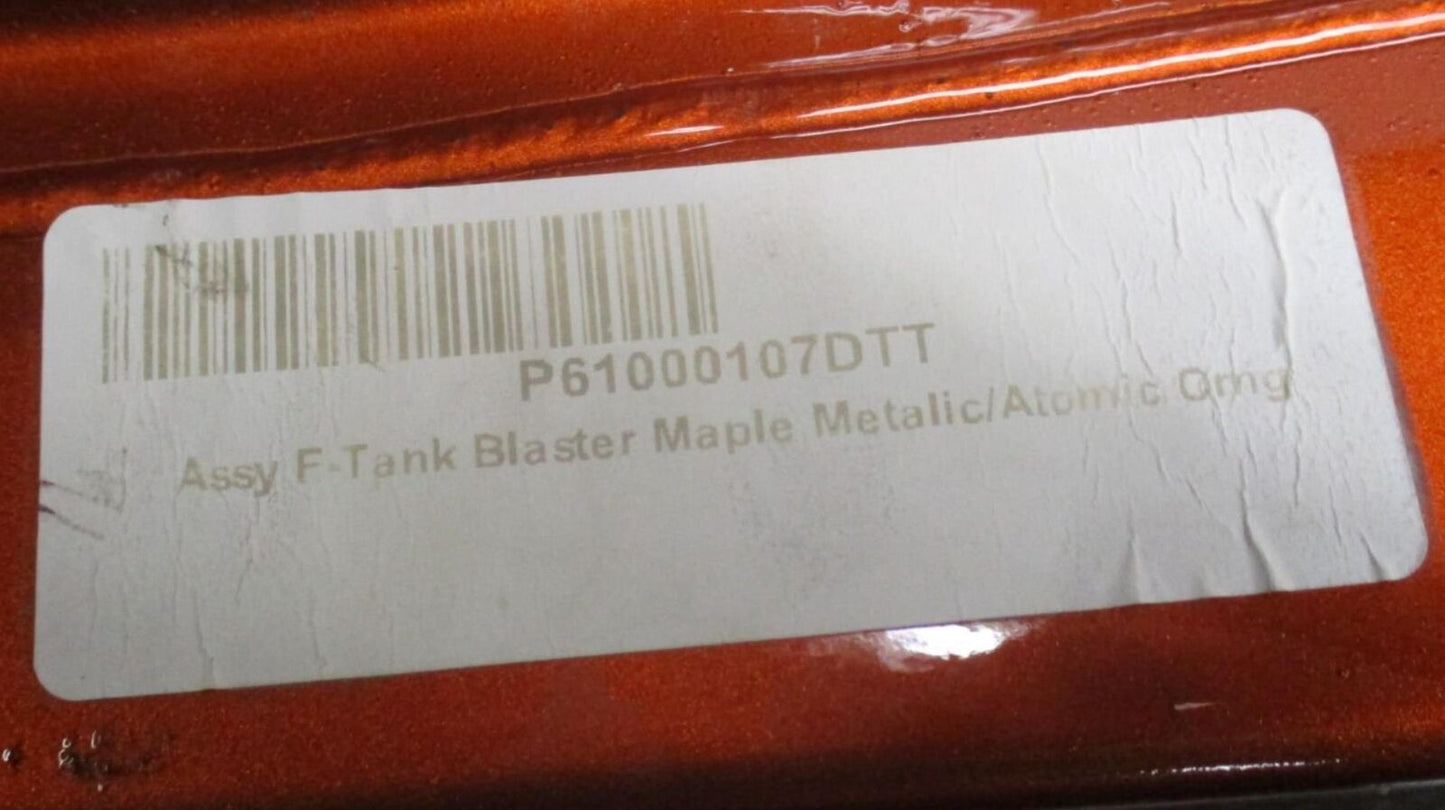 P61000107DTT
Assy F-Tank Blaster Maple Metalic/Atomic Orng